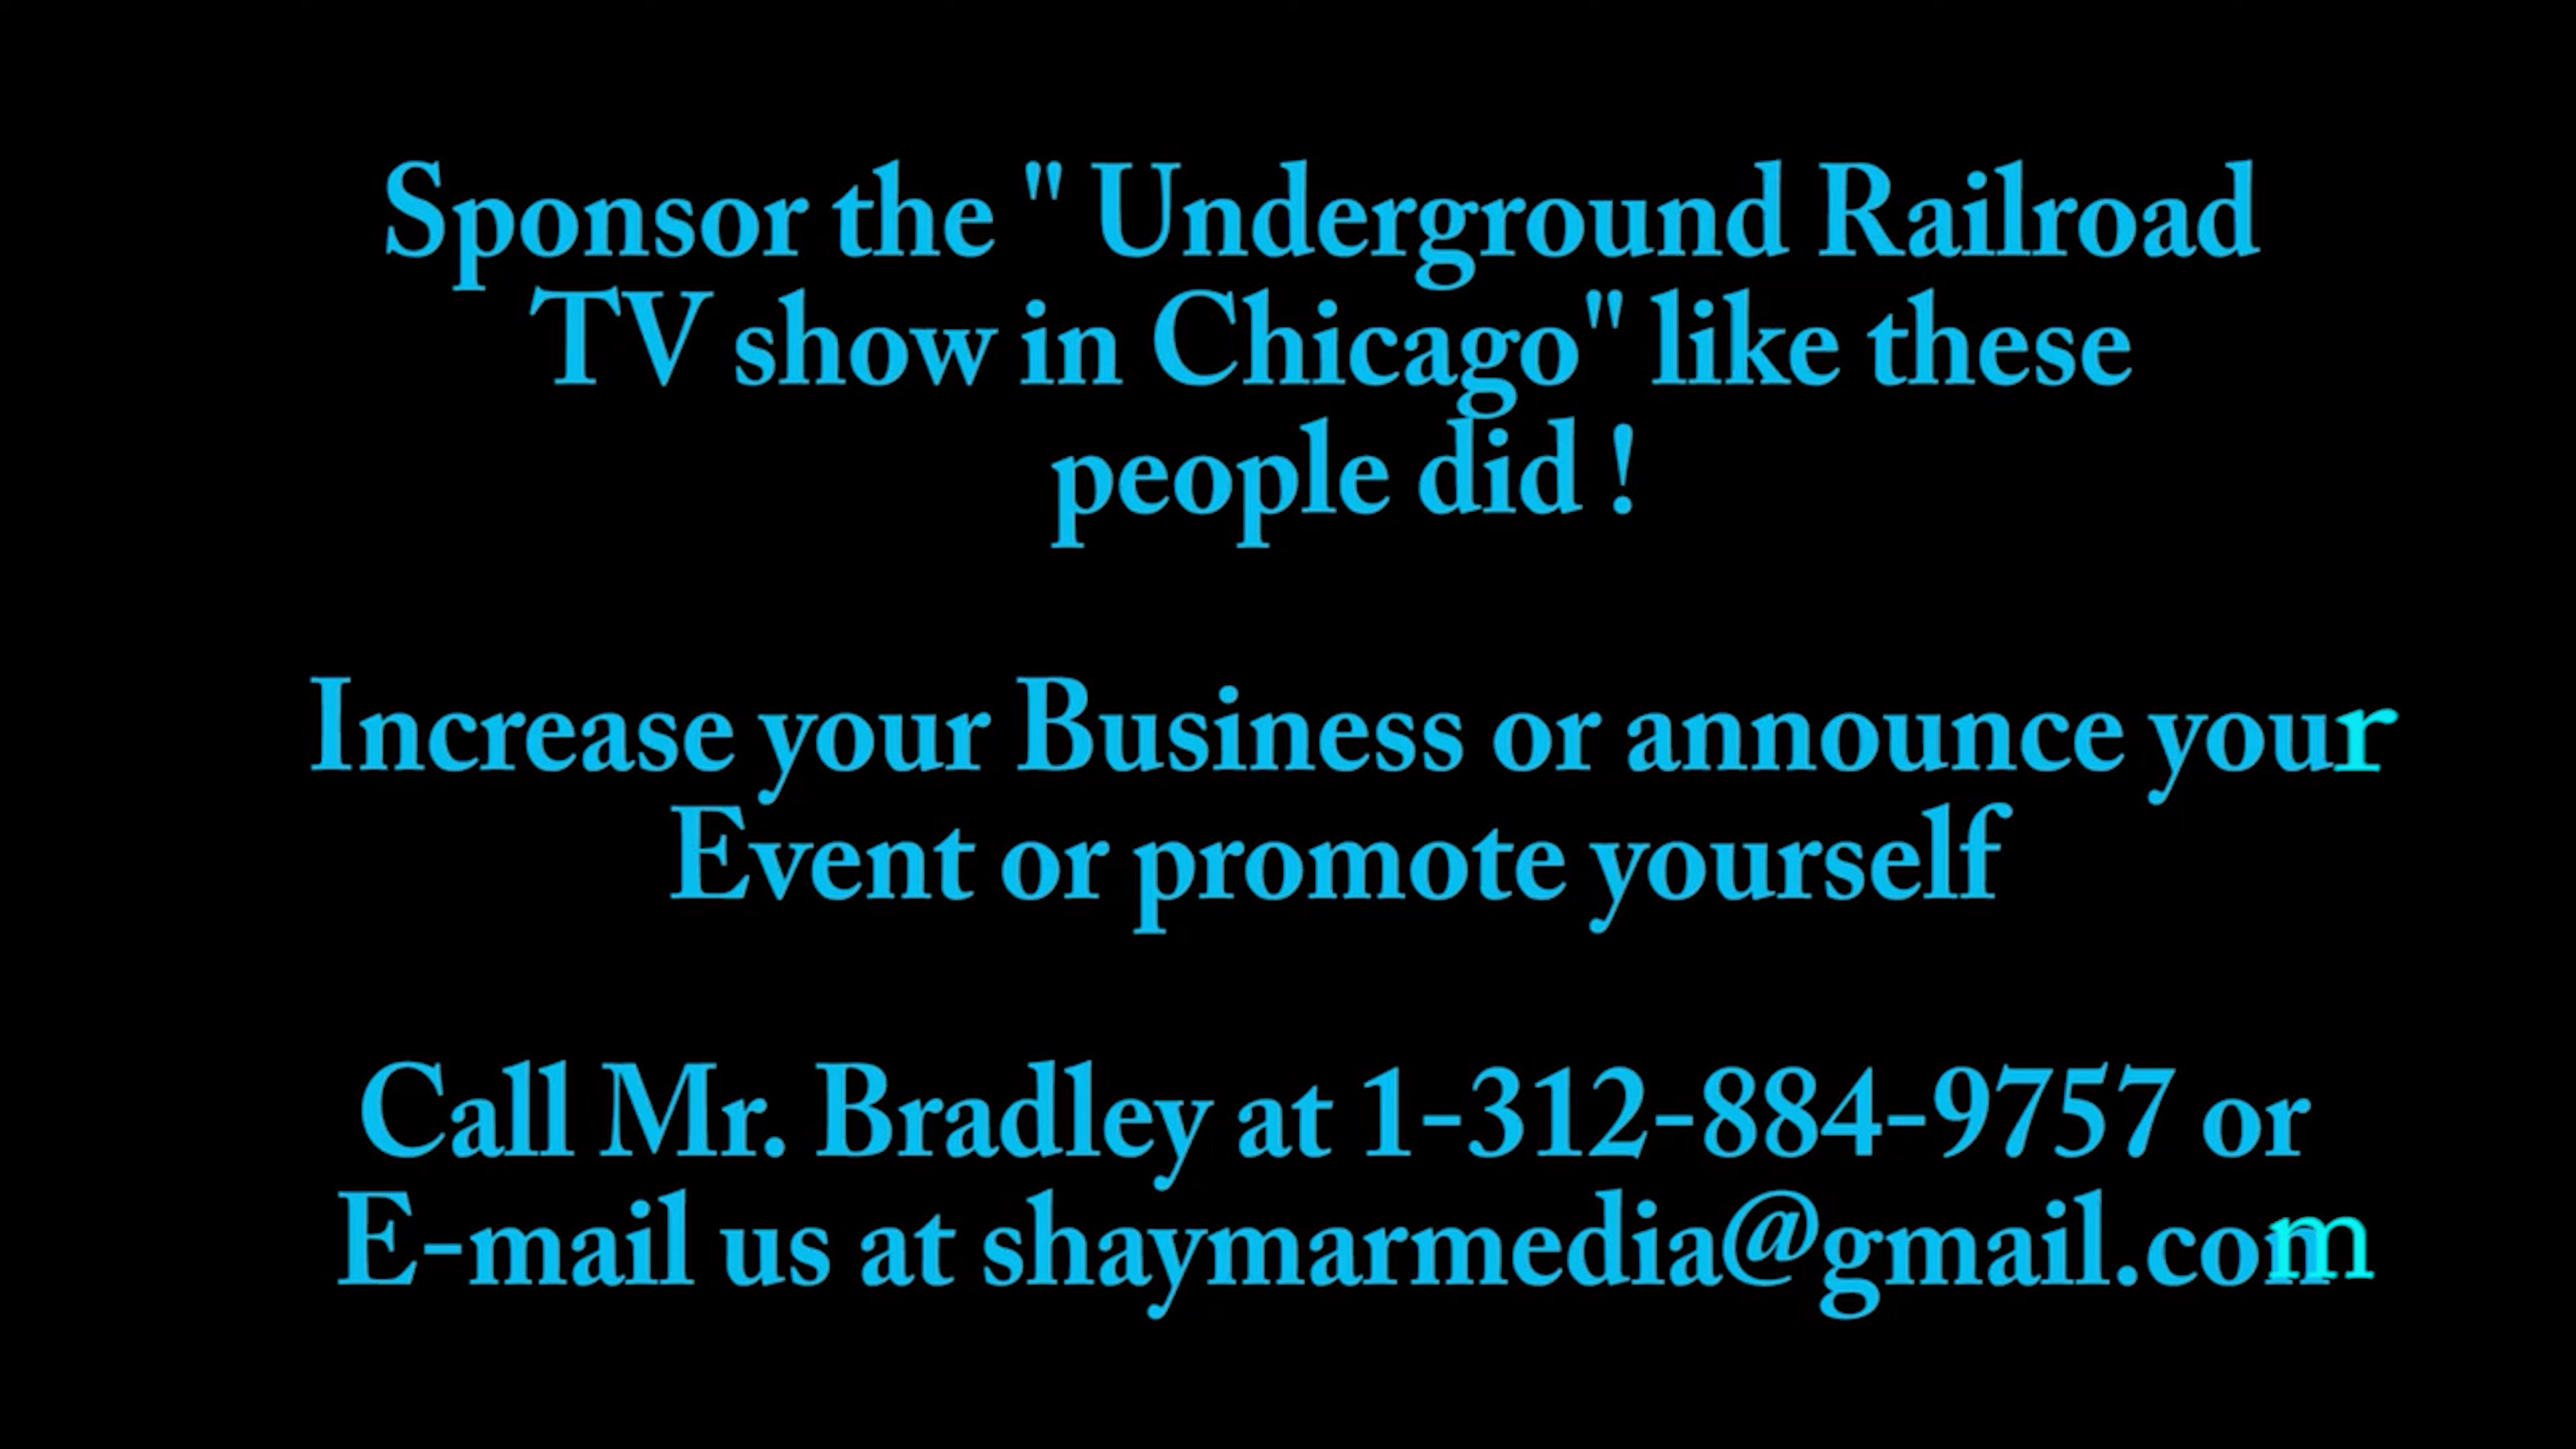 Sponsor the " Underground Railroad
TV show in Chicago" like these
people did !
Increase your Business or announce your
Event or promote yourself
Call Mr. Bradley at 1-312-884-9757 or
E-mail us at shaymarmedia@gmail.com